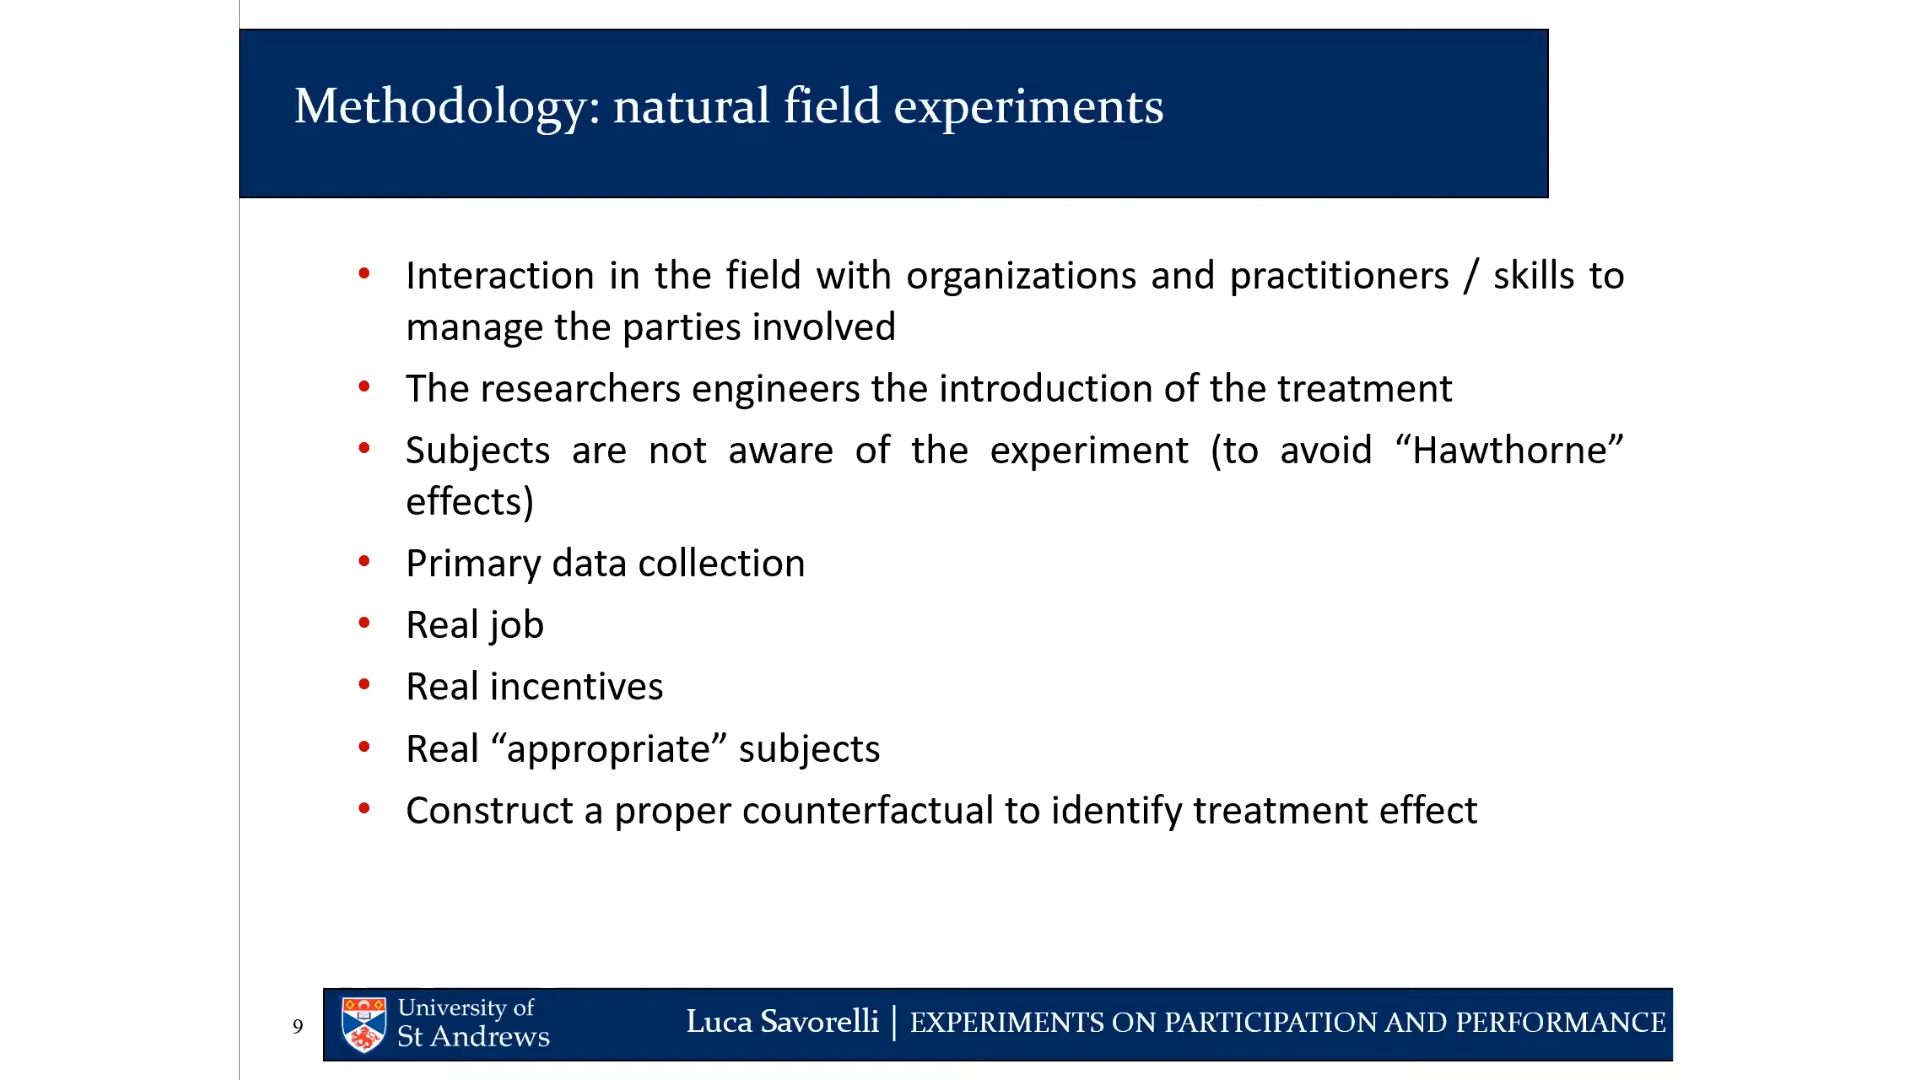 Methodology: natural field experiments
• Interaction in the field with organizations and practitioners / skills to
manage the parties involved
• The researchers engineers the introduction of the treatment
• Subjects are not aware of the experiment (to avoid “Hawthorne”
effects)
• Primary data collection
• Real job
• Real incentives
• Real “appropriate” subjects
• Construct a proper counterfactual to identify treatment effect
9
University of
St Andrews
Luca Savorelli | EXPERIMENTS ON PARTICIPATION AND PERFORMANCE